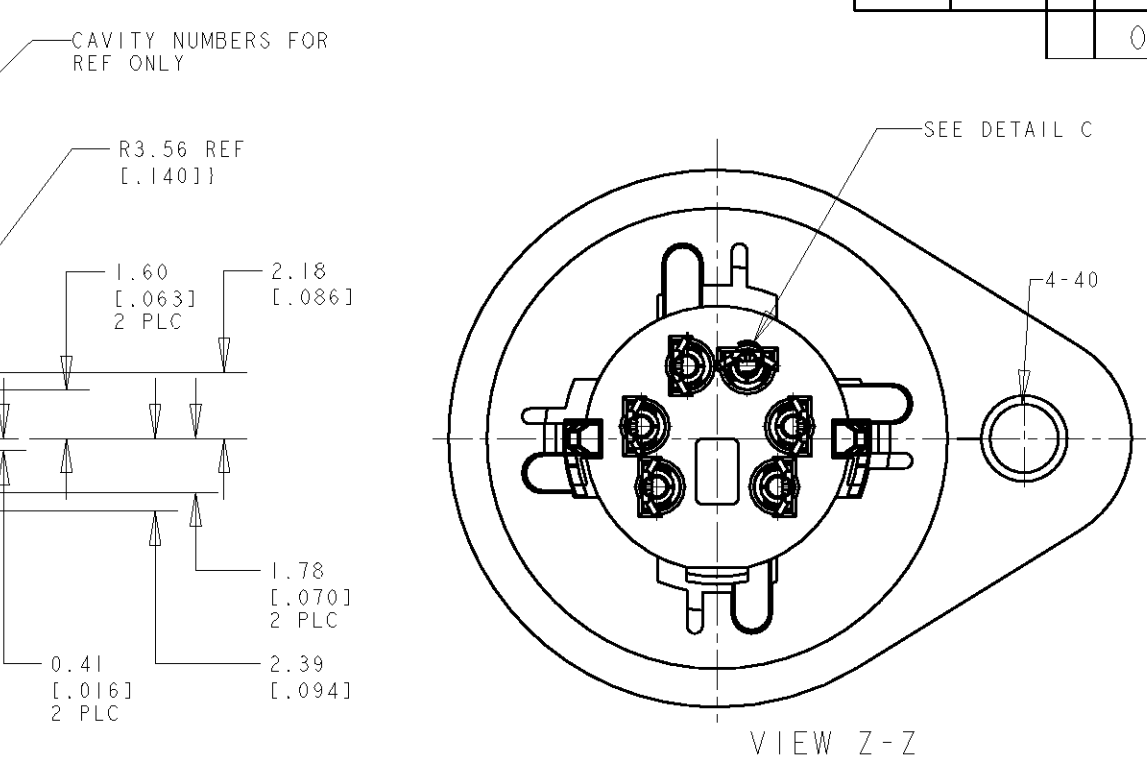 CAVITY NUMBERS FOR
REF ONLY
R3.56 REF
[.140]}
1.60
[.063]
2 PLC
2.18
[.086]
1.78
[.070]
2 PLC
0.41
[.016]
2 PLC
2.39
[.094]
SEE DETAIL C
4-40
VIEW Z-Z